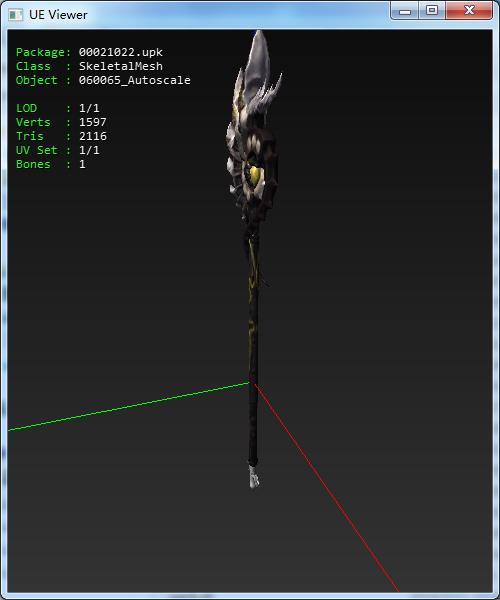 UE Viewer
Package: 00021022.upk
Class  : SkeletalMesh
Object : 060065_Autoscale
LOD    : 1/1
Verts  : 1597
Tris   : 2116
UV Set : 1/1
Bones  : 1